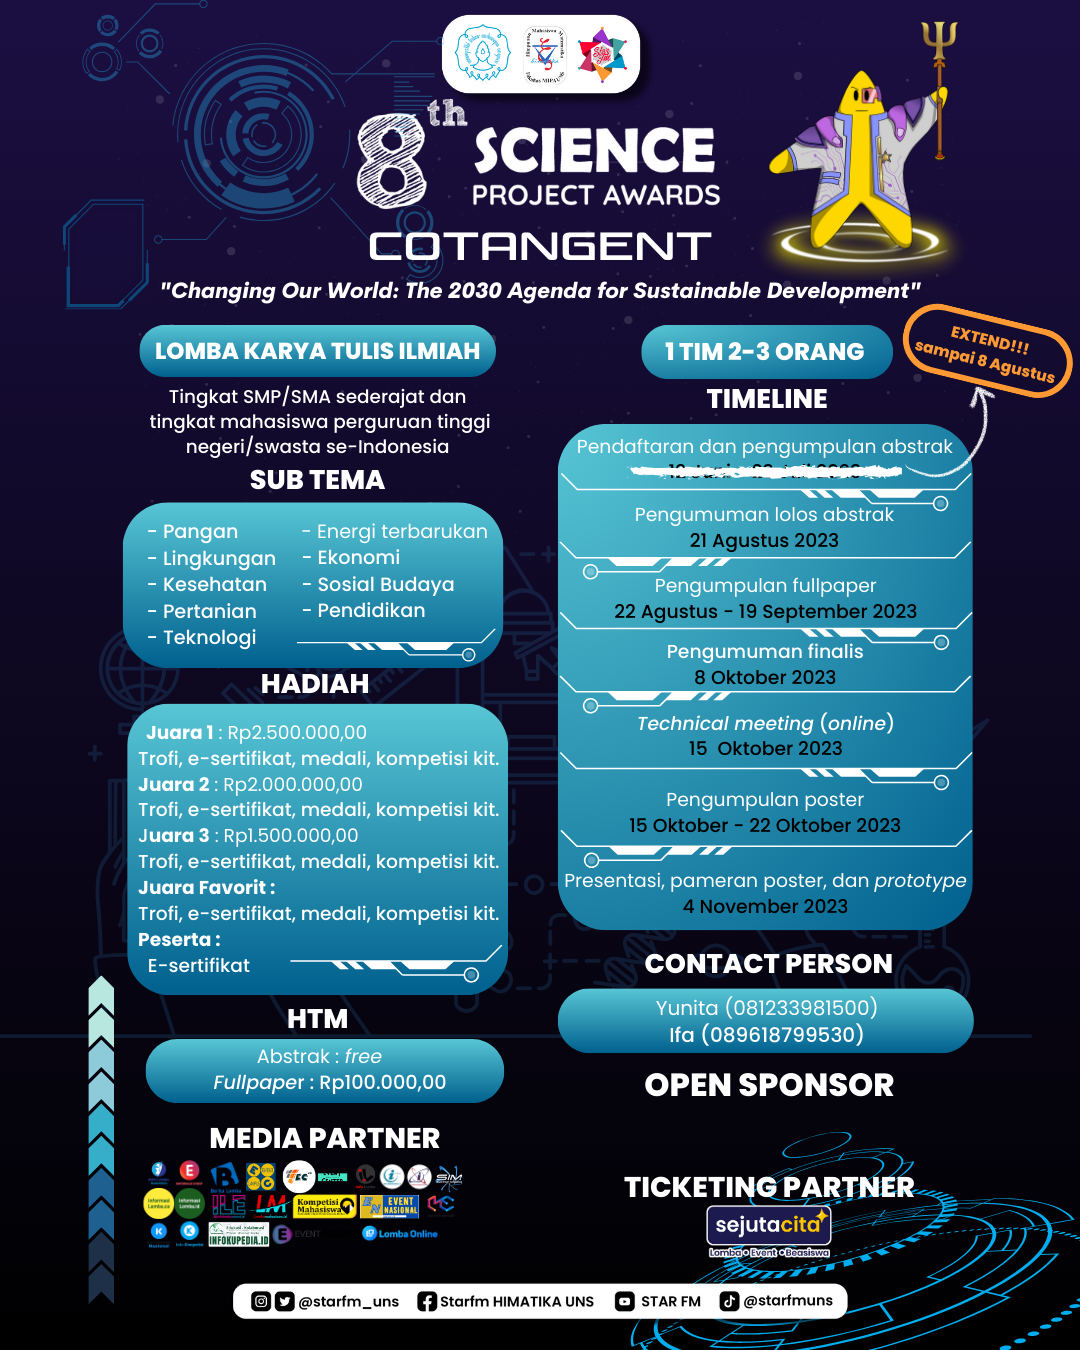 8th
SCIENCE
PROJECT AWARDS
COTANGENT
"Changing Our World: The 2030 Agenda for Sustainable Development"
LOMBA KARYA TULIS ILMIAH
Tingkat SMP/SMA sederajat dan
tingkat mahasiswa perguruan tinggi
negeri/swasta se-Indonesia
SUB TEMA
- Pangan
- Lingkungan
- Kesehatan
- Pertanian
- Teknologi
- Energi terbarukan
- Ekonomi
- Sosial Budaya
- Pendidikan
HADIAH
Juara 1 : Rp2.500.000,00
Trofi, e-sertifikat, medali, kompetisi kit.
Juara 2 : Rp2.000.000,00
Trofi, e-sertifikat, medali, kompetisi kit.
Juara 3 : Rp1.500.000,00
Trofi, e-sertifikat, medali, kompetisi kit.
Juara Favorit :
Trofi, e-sertifikat, medali, kompetisi kit.
Peserta :
E-sertifikat
HTM
Abstrak : free
Fullpaper : Rp100.000,00
MEDIA PARTNER
Kompetisi
Mahasiswa
EVENT
NASIONAL
INFOKUPEDIA.ID
EVENT
Lomba Online
1 TIM 2-3 ORANG
EXTEND!!!
sampai 8 Agustus
TIMELINE
Pendaftaran dan pengumpulan abstrak
Pengumuman lolos abstrak
21 Agustus 2023
Pengumpulan fullpaper
22 Agustus - 19 September 2023
Pengumuman finalis
8 Oktober 2023
Technical meeting (online)
15 Oktober 2023
Pengumpulan poster
15 Oktober - 22 Oktober 2023
Presentasi, pameran poster, dan prototype
4 November 2023
CONTACT PERSON
Yunita (081233981500)
Ifa (089618799530)
OPEN SPONSOR
TICKETING PARTNER
sejutacita
Lomba • Event • Beasiswa
@starfm_uns
Starfm HIMATIKA UNS
STAR FM
@starfmuns